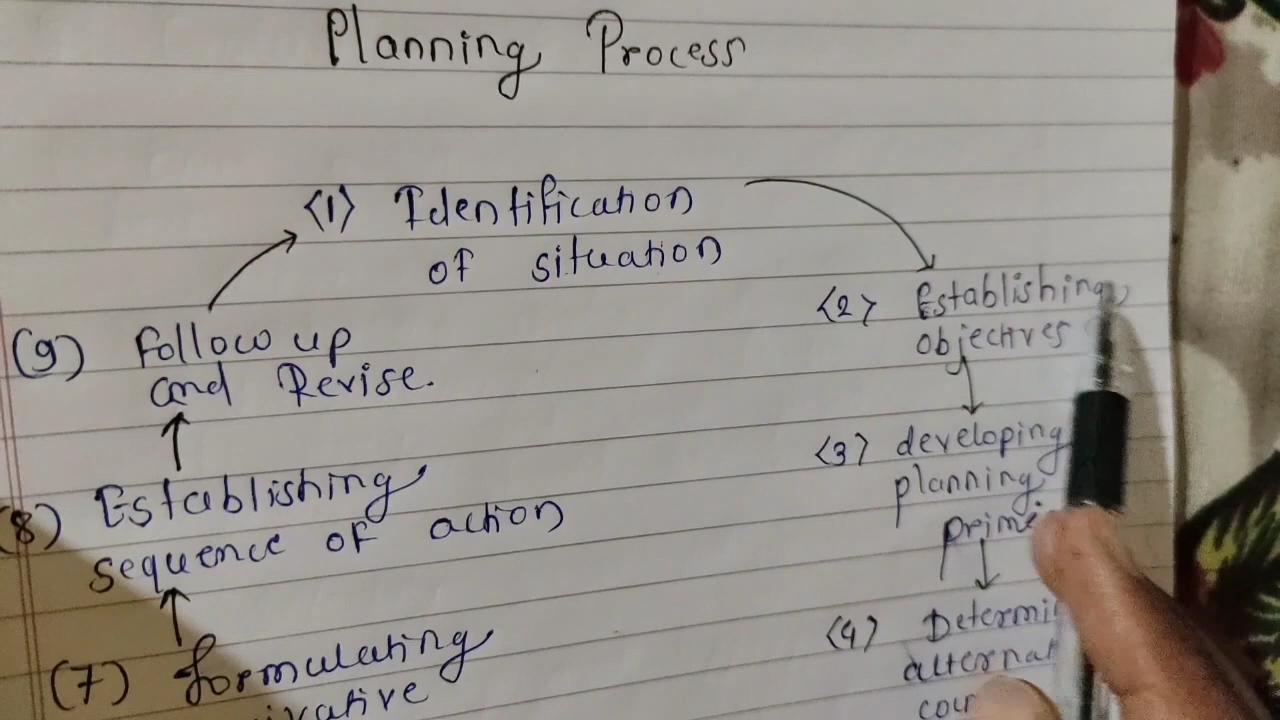 Planning Process
<1> Identification
of situation
<2> Establishing
objectives
<3> developing
planning
<4>
(9) Follow up
and Revise.
(8) Establishing
sequence of action
(7) formulating